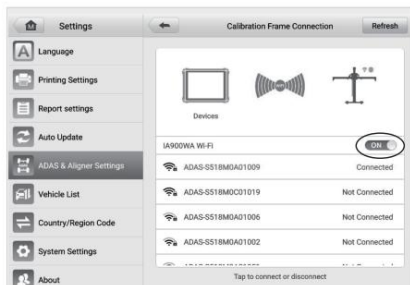 Settings
Calibration Frame Connection
Refresh
Language
Printing Settings
Report settings
Auto Update
ADAS & Aligner Settings
Vehicle List
Country/Region Code
System Settings
About
Devices
IA900WA Wi-Fi
ON
ADAS-S518M0A01009
Connected
ADAS-S518M0C01019
Not Connected
ADAS-S518M0A01006
Not Connected
ADAS-S518M0A01002
Not Connected
Tap to connect or disconnect